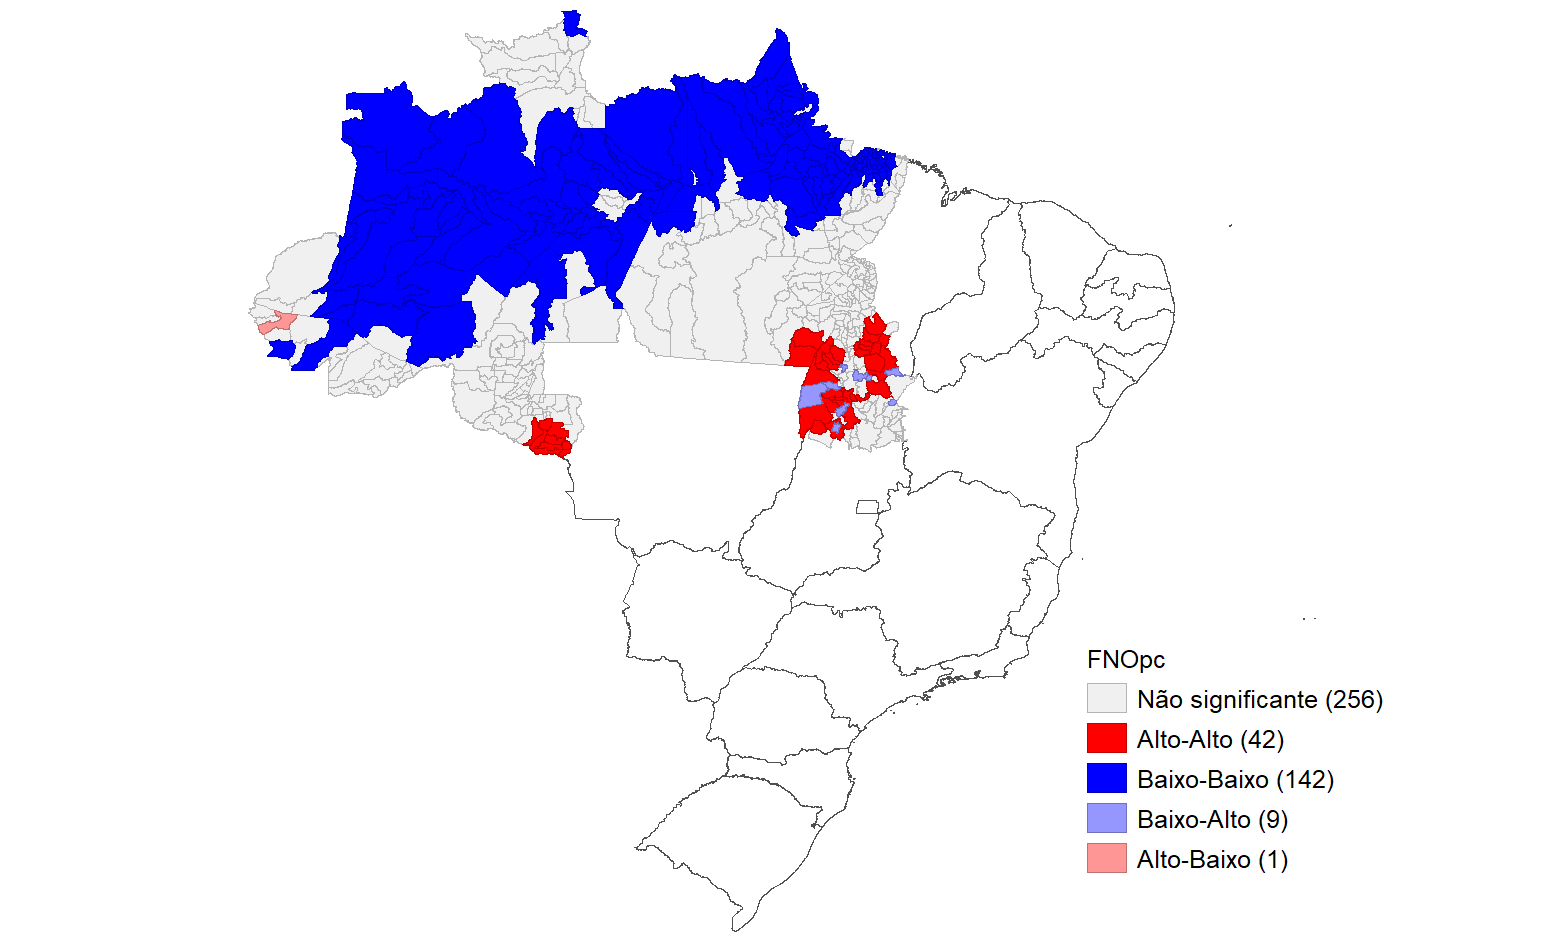 FNOpc
Não significante (256)
Alto-Alto (42)
Baixo-Baixo (142)
Baixo-Alto (9)
Alto-Baixo (1)